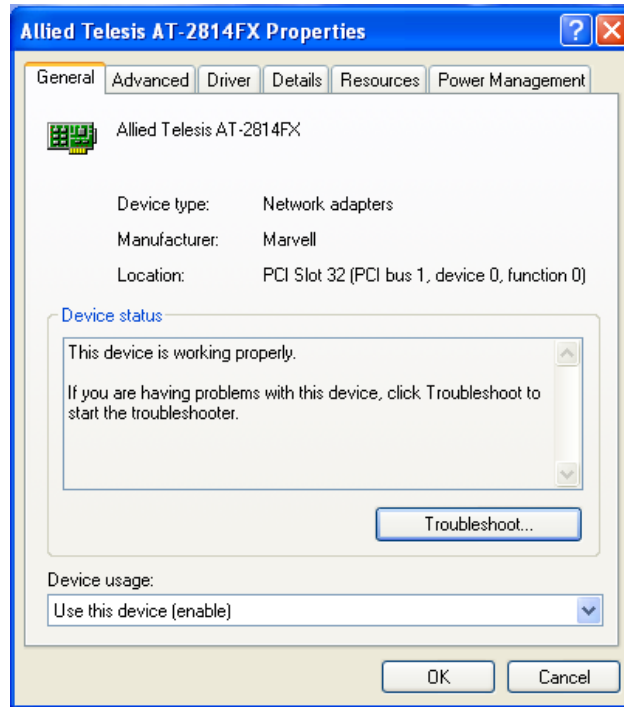 Allied Telesis AT-2814FX Properties
General Advanced Driver Details Resources Power Management
Allied Telesis AT-2814FX
Device type: Network adapters
Manufacturer: Marvell
Location: PCI Slot 32 (PCI bus 1, device 0, function 0)
Device status
This device is working properly.
If you are having problems with this device, click Troubleshoot to
start the troubleshooter.
Troubleshoot...
Device usage:
Use this device (enable)
OK Cancel